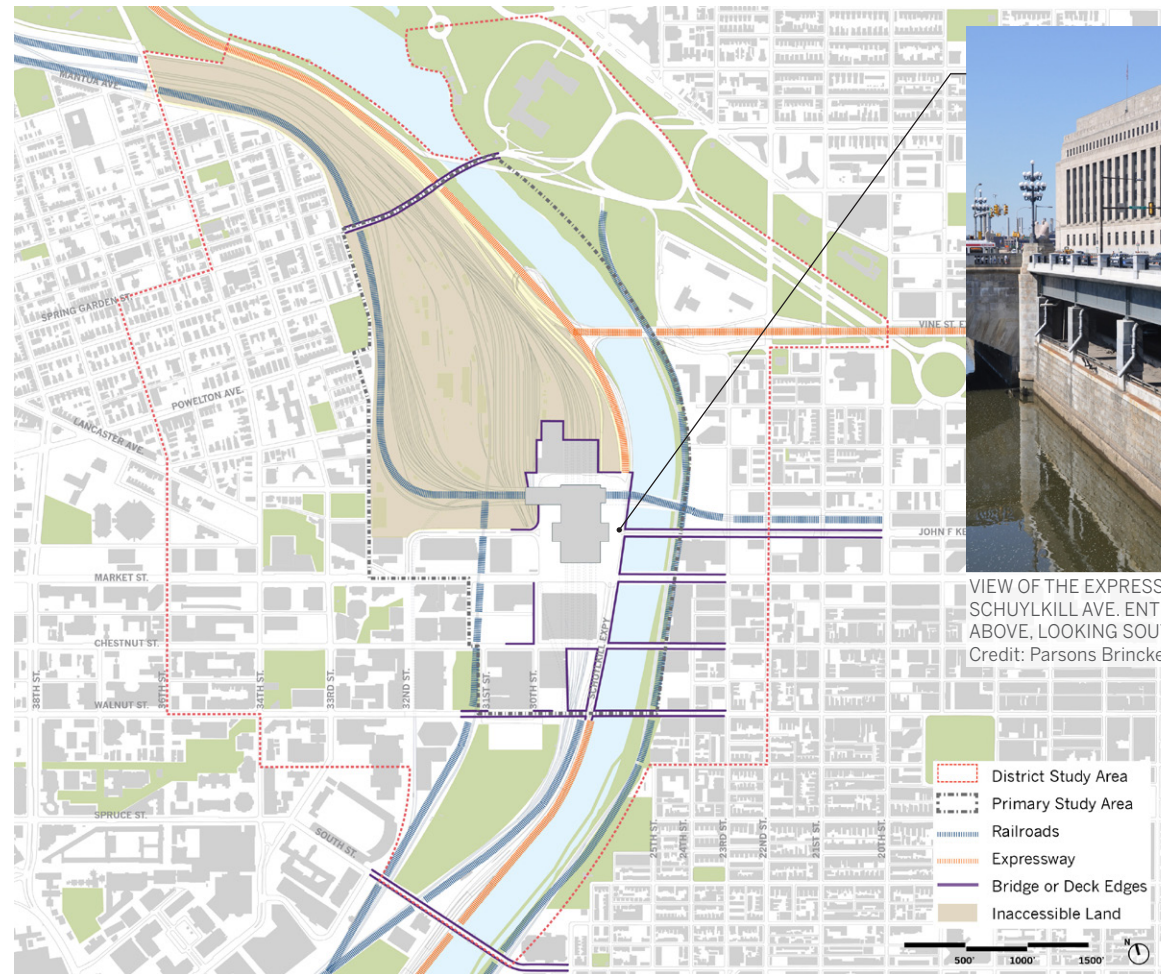 MANTUA AVE.
SPRING GARDEN ST.
POWELTON AVE.
LANCASTER AVE.
VINE ST. E
JOHN F KE
MARKET ST.
CHESTNUT ST.
SCHUYLKILL EXPY
38TH ST.
36TH ST.
34TH ST.
33RD ST.
32ND ST.
31ST ST.
30TH ST.
WALNUT ST.
SPRUCE ST.
SOUTH ST.
25TH ST.
24TH ST.
23RD ST.
22ND ST.
21ST ST.
20TH ST.
VIEW OF THE EXPRESS
SCHUYLKILL AVE. ENT
ABOVE, LOOKING SOU
Credit: Parsons Brincke
District Study Area
Primary Study Area
Railroads
Expressway
Bridge or Deck Edges
Inaccessible Land
N
500' 1000' 1500'